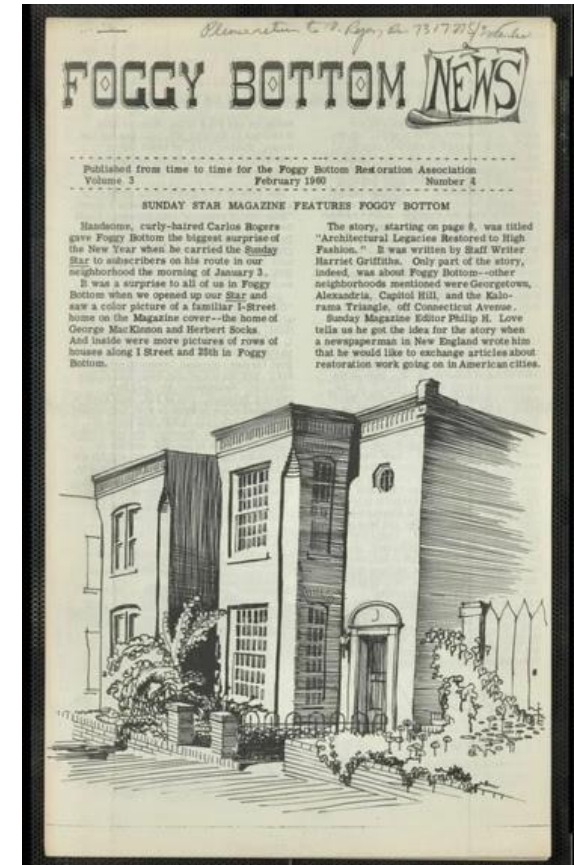 Please return to
FOGGY BOTTOM NEWS
Published from time to time for the Foggy Bottom Restoration Association
Volume 3 February 1960 Number 4
SUNDAY STAR MAGAZINE FEATURES FOGGY BOTTOM
Handsome, curly-haired Carlos Rogers
gave Foggy Bottom the biggest surprise of
the New Year when he carried the Sunday
Star to subscribers on his route in our
neighborhood the morning of January 3.
It was a surprise to all of us in Foggy
Bottom when we opened up our Star and
saw a color picture of a familiar I-Street
home on the Magazine cover--the home of
George MacKinnon and Herbert Socks.
And inside were more pictures of rows of
houses along I Street and 25th in Foggy
Bottom.
The story, starting on page 8, was titled
"Architectural Legacies Restored to High
Fashion." It was written by Staff Writer
Harriet Griffiths. Only part of the story,
indeed, was about Foggy Bottom--other
neighborhoods mentioned were Georgetown,
Alexandria, Capitol Hill, and the Kalo-
rama Triangle, off Connecticut Avenue.
Sunday Magazine Editor Philip H. Love
tells us he got the idea for the story when
a newspaperman in New England wrote him
that he would like to exchange articles about
restoration work going on in American cities.